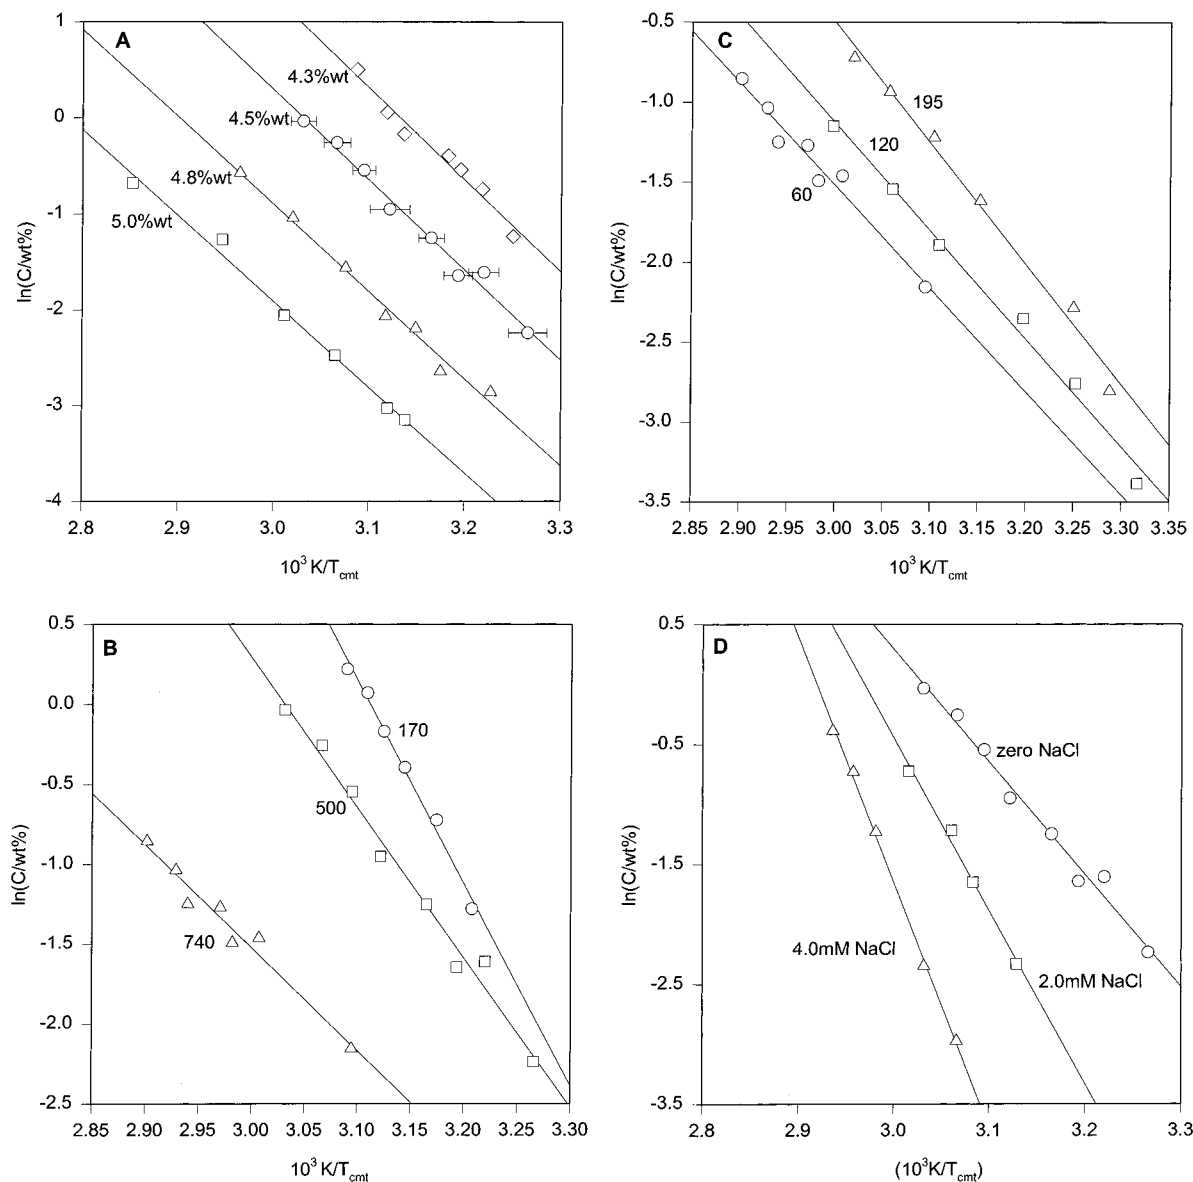 A
1
0
-1
-2
-3
-4
ln(C/wt%)
4.3%wt
4.5%wt
4.8%wt
5.0%wt
2.8 2.9 3.0 3.1 3.2 3.3
10³ K/Tcmt
C
-0.5
-1.0
-1.5
-2.0
-2.5
-3.0
-3.5
ln(C/wt%)
195
120
60
2.85 2.90 2.95 3.00 3.05 3.10 3.15 3.20 3.25 3.30 3.35
10³ K/Tcmt
B
0.5
0.0
-0.5
-1.0
-1.5
-2.0
-2.5
ln(C/wt%)
170
500
740
2.85 2.90 2.95 3.00 3.05 3.10 3.15 3.20 3.25 3.30
10³ K/Tcmt
D
0.5
-0.5
-1.5
-2.5
-3.5
ln(C/wt%)
zero NaCl
4.0mM NaCl
2.0mM NaCl
2.8 2.9 3.0 3.1 3.2 3.3
(10³K/Tcmt)